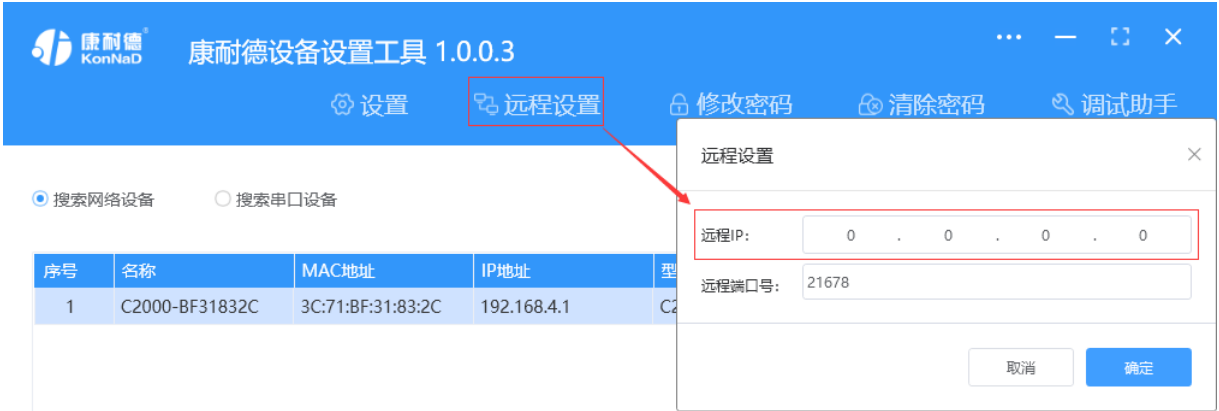 康耐德®
KonNaD
康耐德设备设置工具 1.0.0.3
设置 远程设置 修改密码 清除密码 调试助手
远程设置
搜索网络设备 搜索串口设备
远程IP: 0 . 0 . 0 . 0
序号 名称 MAC地址 IP地址 型
远程端口号: 21678
1 C2000-BF31832C 3C:71:BF:31:83:2C 192.168.4.1 C2
取消 确定